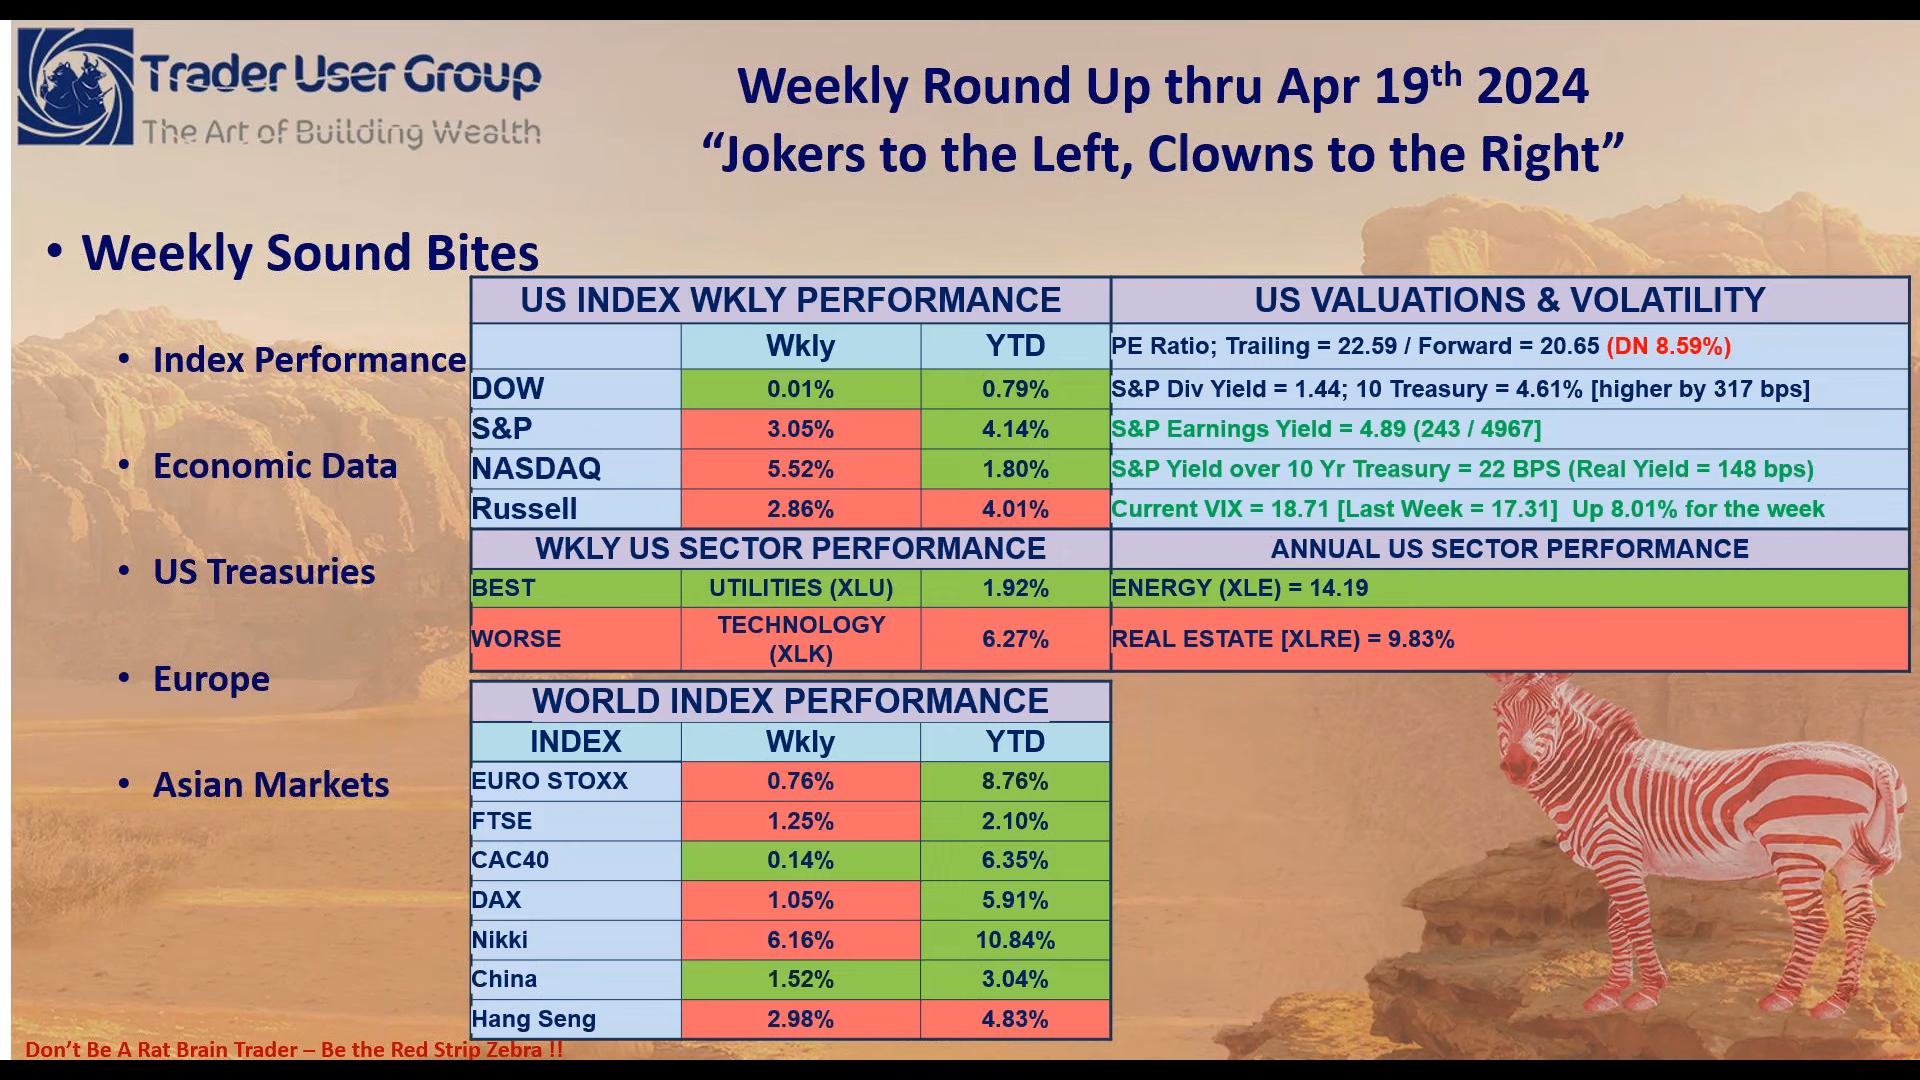 Trader User Group
The Art of Building Wealth
Weekly Round Up thru Apr 19th 2024
“Jokers to the Left, Clowns to the Right”
• Weekly Sound Bites
• Index Performance
• Economic Data
• US Treasuries
• Europe
• Asian Markets
US INDEX WKLY PERFORMANCE
US VALUATIONS & VOLATILITY
Wkly YTD
PE Ratio; Trailing = 22.59 / Forward = 20.65 (DN 8.59%)
DOW 0.01% 0.79%
S&P Div Yield = 1.44; 10 Treasury = 4.61% [higher by 317 bps]
S&P 3.05% 4.14%
S&P Earnings Yield = 4.89 (243 / 4967]
NASDAQ 5.52% 1.80%
S&P Yield over 10 Yr Treasury = 22 BPS (Real Yield = 148 bps)
Russell 2.86% 4.01%
Current VIX = 18.71 [Last Week = 17.31]  Up 8.01% for the week
WKLY US SECTOR PERFORMANCE
ANNUAL US SECTOR PERFORMANCE
BEST UTILITIES (XLU) 1.92%
ENERGY (XLE) = 14.19
WORSE TECHNOLOGY (XLK) 6.27%
REAL ESTATE [XLRE) = 9.83%
WORLD INDEX PERFORMANCE
INDEX Wkly YTD
EURO STOXX 0.76% 8.76%
FTSE 1.25% 2.10%
CAC40 0.14% 6.35%
DAX 1.05% 5.91%
Nikki 6.16% 10.84%
China 1.52% 3.04%
Hang Seng 2.98% 4.83%
Don’t Be A Rat Brain Trader – Be the Red Strip Zebra !!